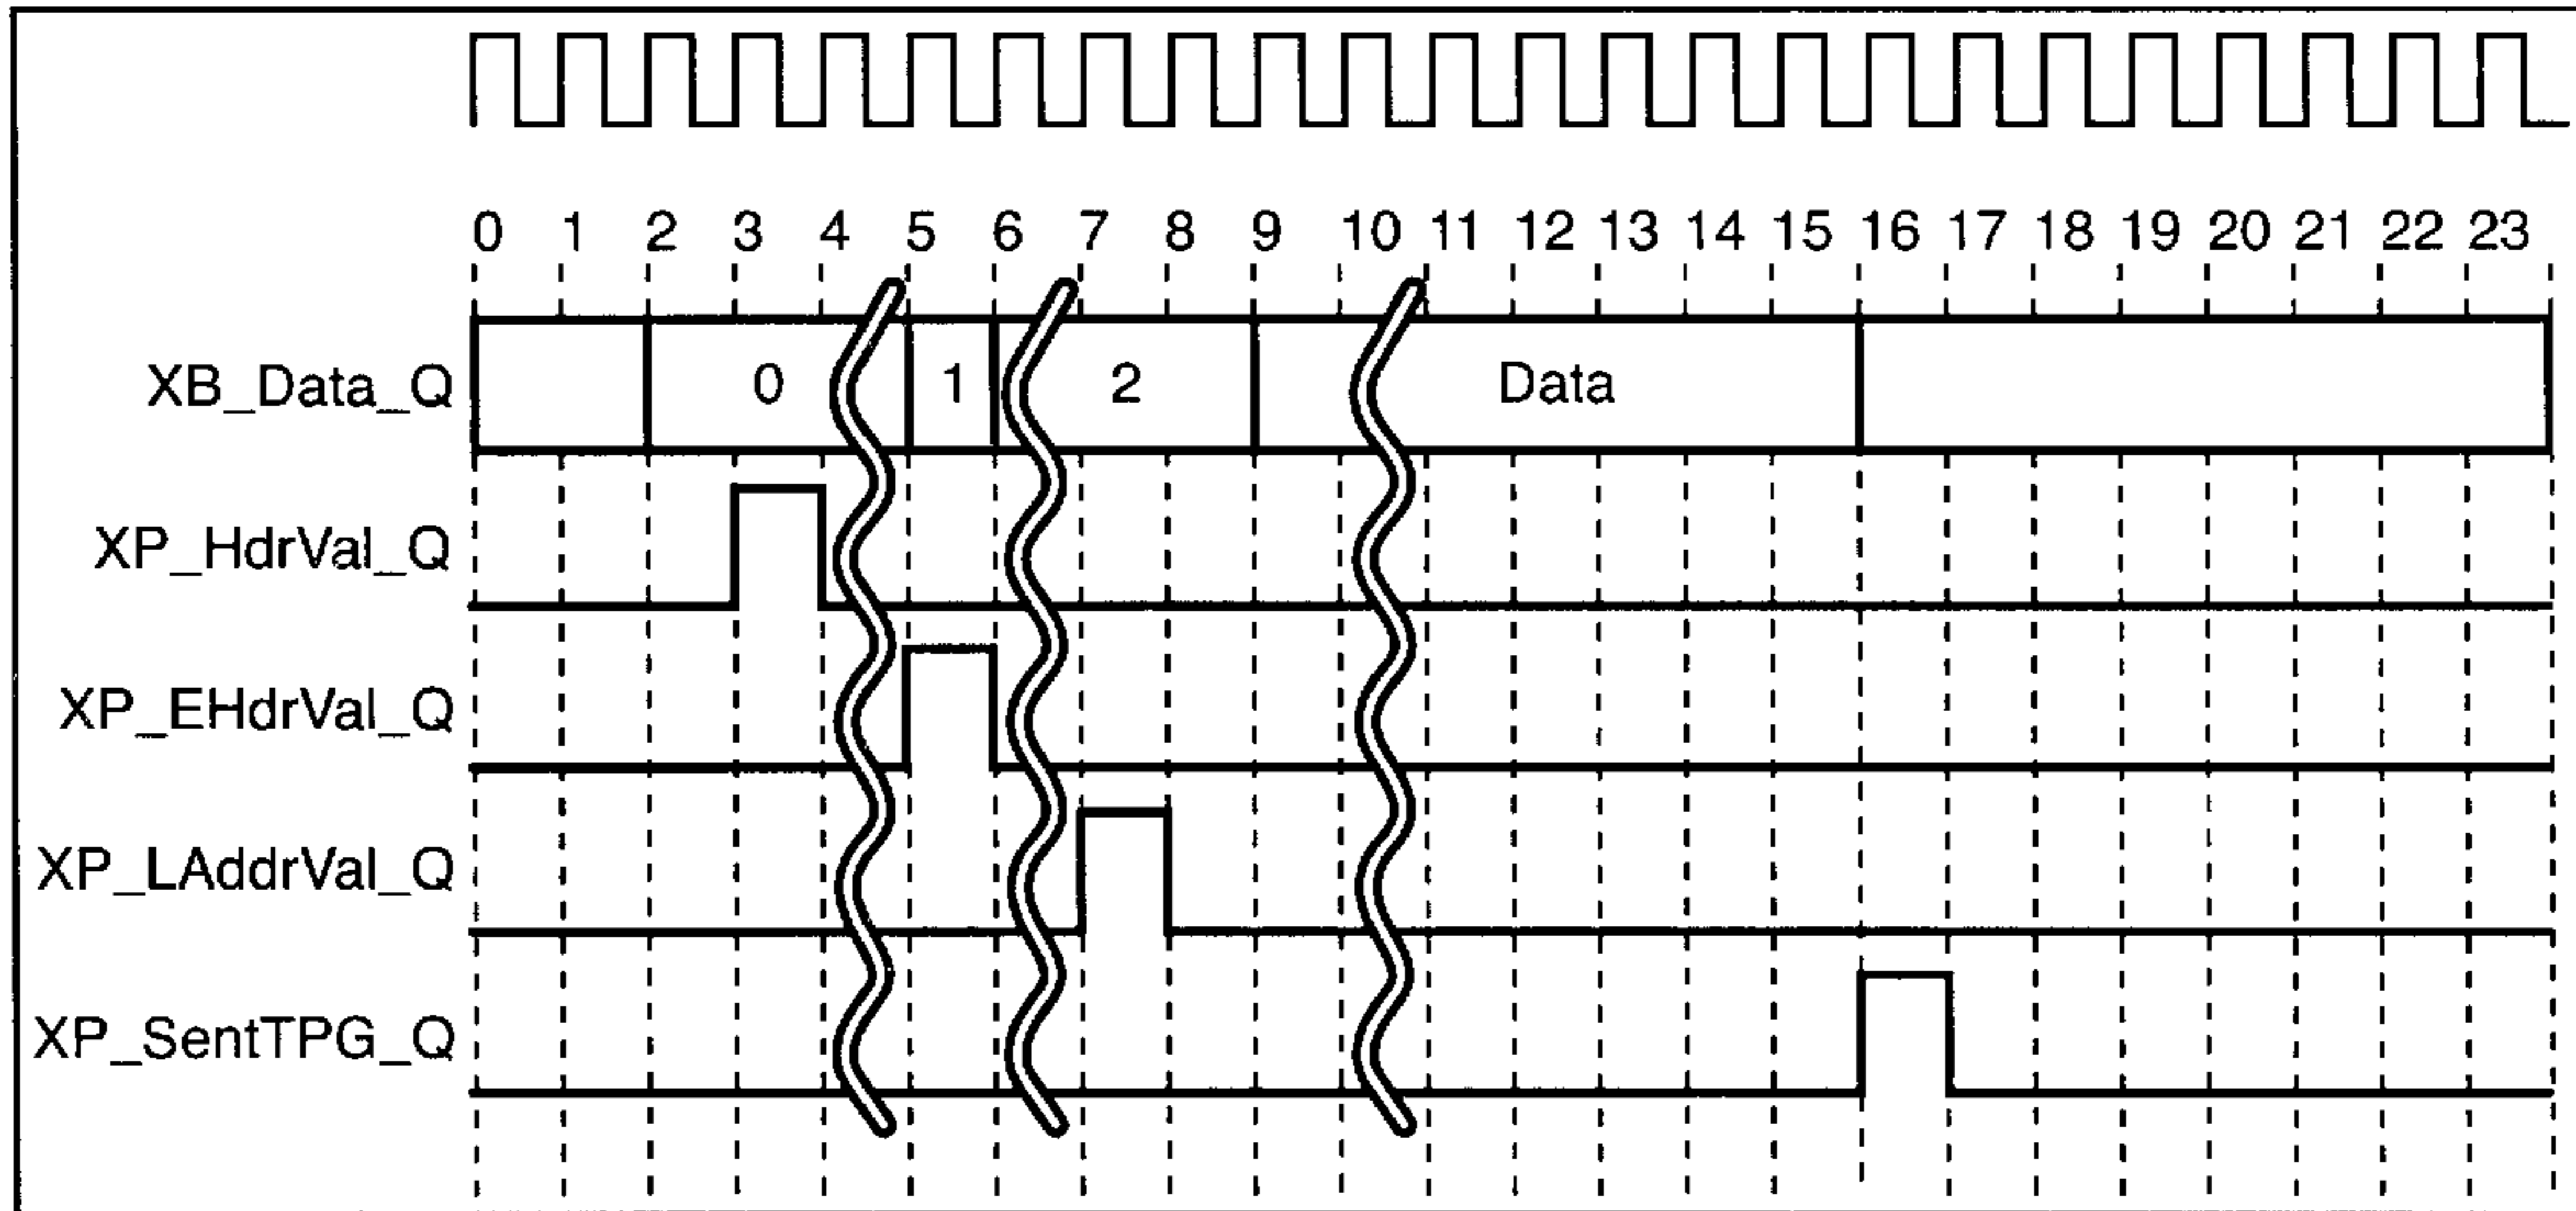 0 1 2 3 4 5 6 7 8 9 10 11 12 13 14 15 16 17 18 19 20 21 22 23
XB_Data_Q 0 1 2 Data
XP_HdrVal_Q
XP_EHdrVal_Q
XP_LAddrVal_Q
XP_SentTPG_Q